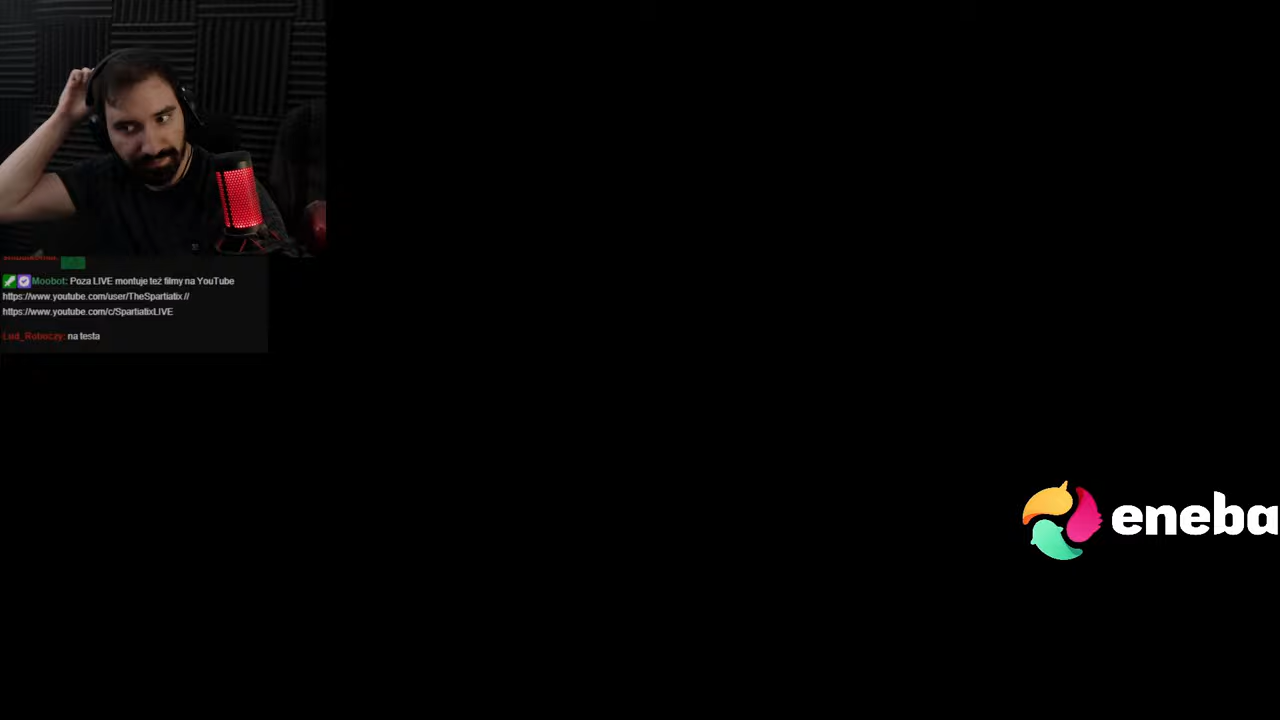 Moobot: Poza LIVE montuje też filmy na YouTube
https://www.youtube.com/user/TheSpartiatix //
https://www.youtube.com/c/SpartiatixLIVE
Lud_Roboczy: na testa
eneba